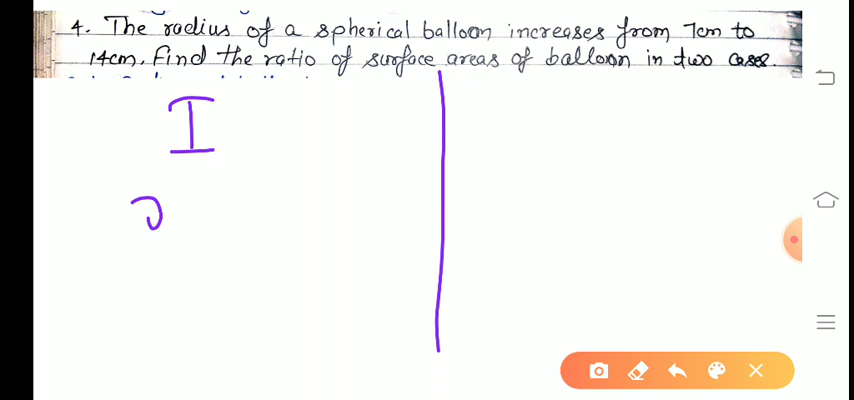 4. The radius of a spherical balloon increases from 7cm to
14cm. Find the ratio of surface areas of balloon in two cases.
I